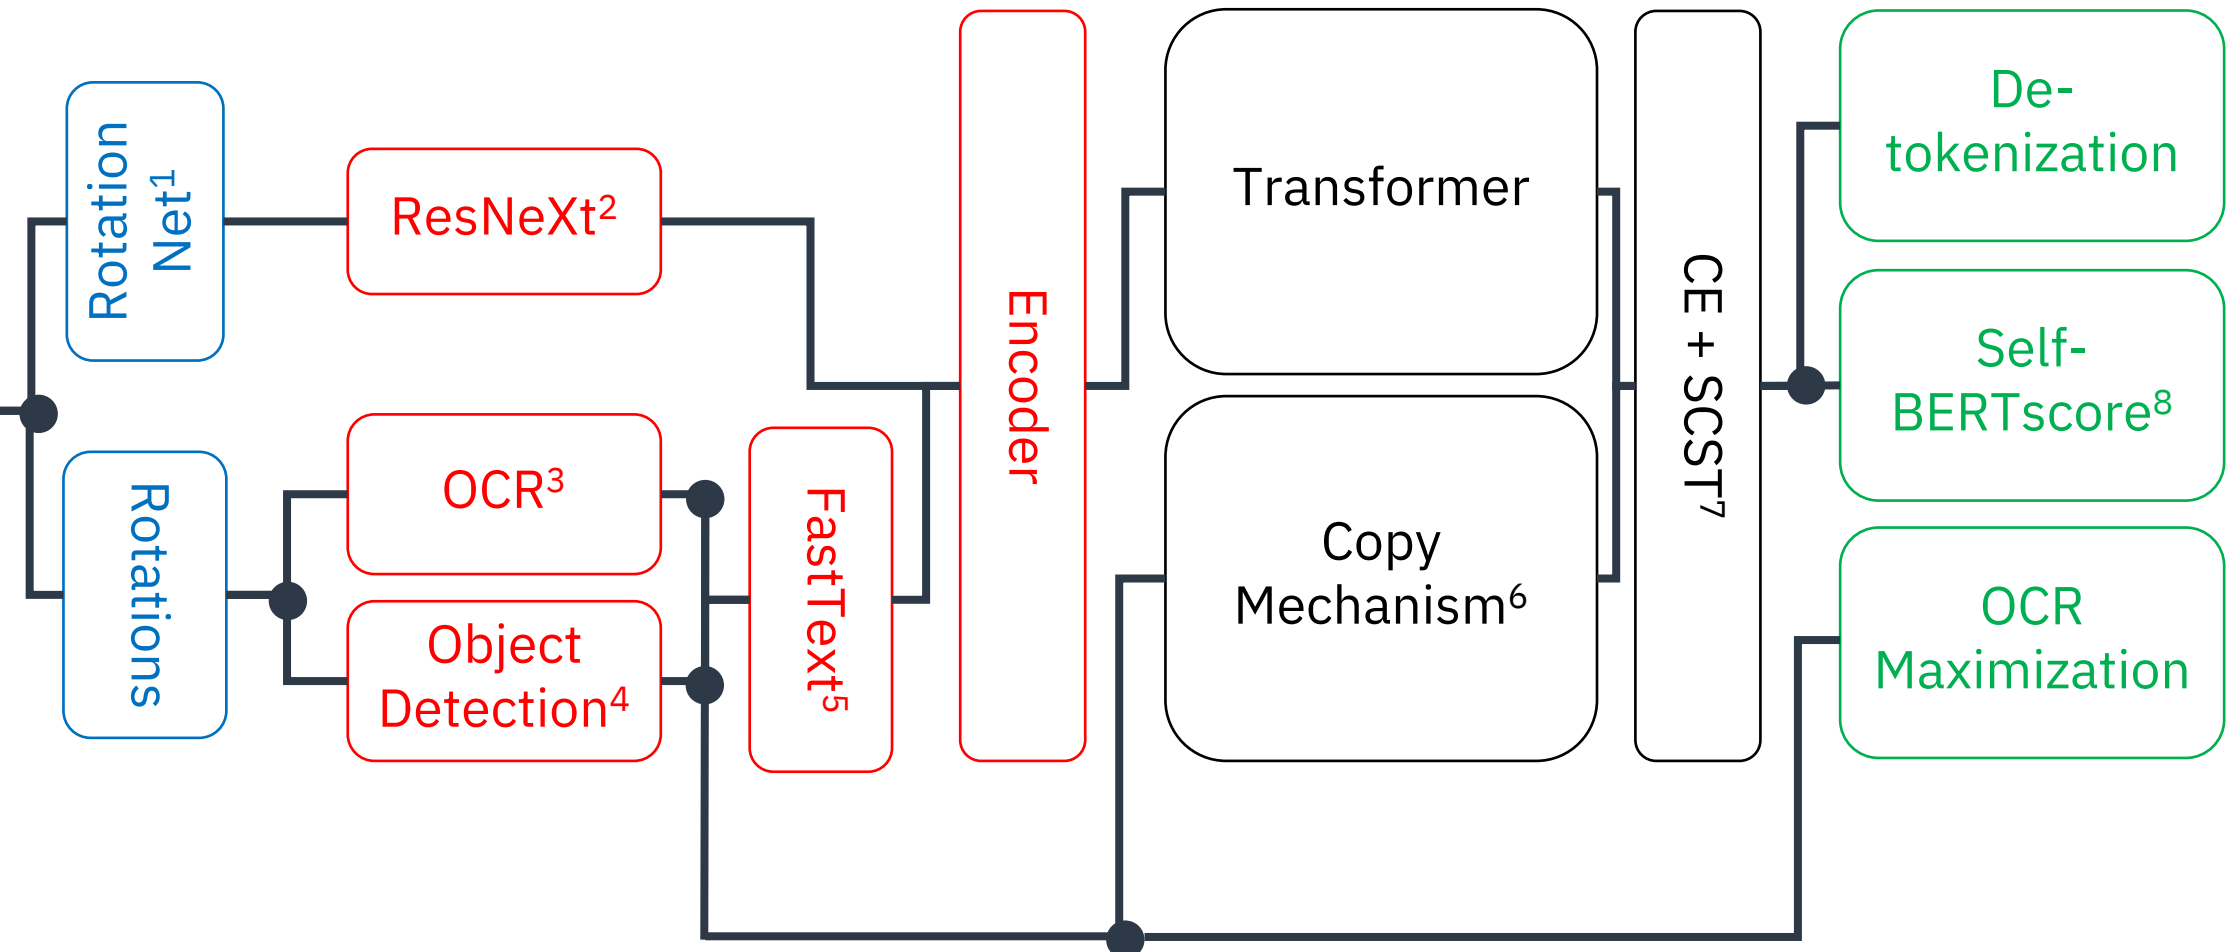 Rotation
Net¹
ResNeXt²
Rotations
OCR³
Object
Detection⁴
FastText⁵
Encoder
Transformer
Copy
Mechanism⁶
CE + SCST⁷
De-
tokenization
Self-
BERTscore⁸
OCR
Maximization